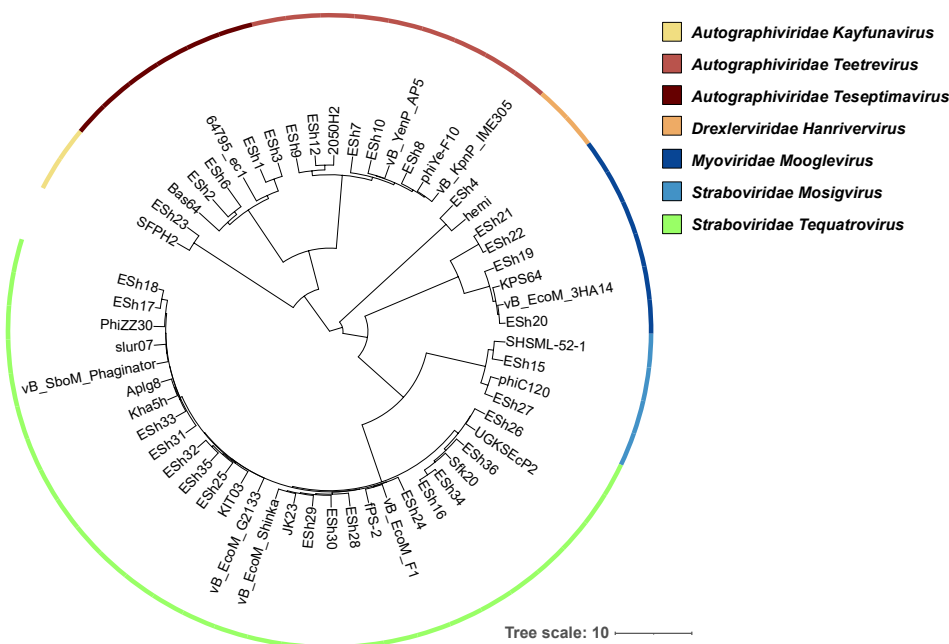 Autographiviridae Kayfunavirus
Autographiviridae Teetrevirus
Autographiviridae Teseptimavirus
Drexlerviridae Hanrivervirus
Myoviridae Mooglevirus
Straboviridae Mosigvirus
Straboviridae Tequatrovirus
SFPH2
ESh23
Bas64
ESh2
ESh6
64795_ec1
ESh1
ESh3
ESh9
ESh12
2050H2
ESh7
ESh10
vB_YenP_AP5
ESh8
phiYe-F10
vB_KpnP_IME305
ESh4
hemi
ESh21
ESh22
ESh19
KPS64
vB_EcoM_3HA14
ESh20
SHSML-52-1
ESh15
phiC120
ESh27
ESh26
UGKSEcP2
ESh36
Sfk20
ESh34
ESh16
ESh24
vB_EcoM_F1
fPS-2
ESh28
ESh30
ESh29
JK23
vB_EcoM_Shinka
vB_EcoM_G2133
KIT03
ESh25
ESh35
ESh32
ESh31
ESh33
Kha5h
Aplg8
vB_SboM_Phaginator
slur07
PhiZZ30
ESh17
ESh18
Tree scale: 10